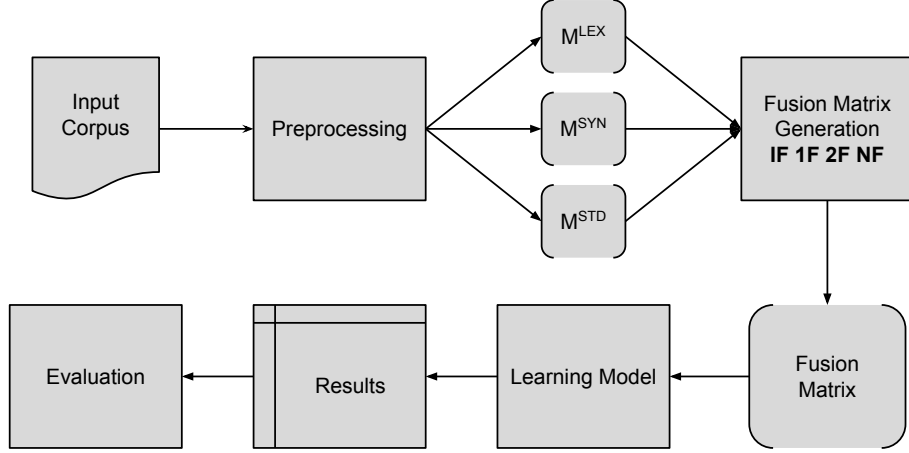 Input
Corpus
Preprocessing
M^LEX
M^SYN
M^STD
Fusion Matrix
Generation
IF 1F 2F NF
Evaluation
Results
Learning Model
Fusion
Matrix